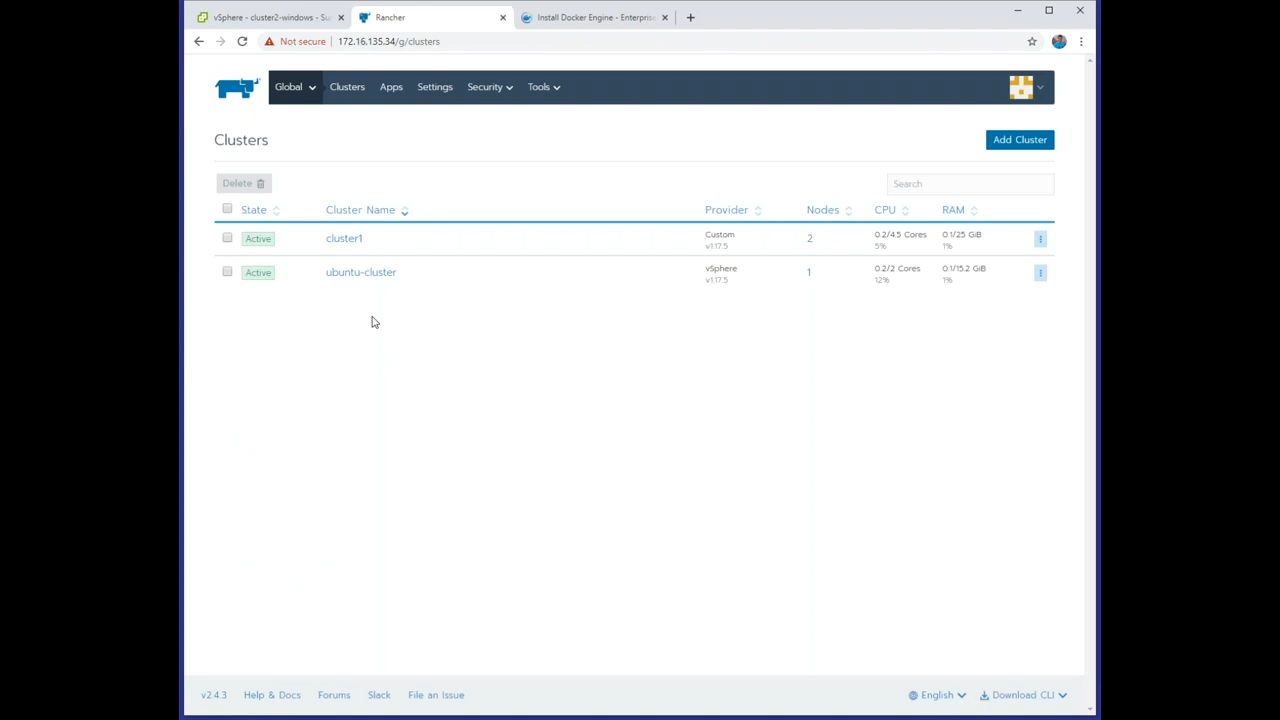 vSphere - cluster2-windows - Su
Rancher
Install Docker Engine - Enterpris
Not secure
172.16.135.34/g/clusters
Global Clusters Apps Settings Security Tools
Clusters
Add Cluster
Delete
Search
State Cluster Name Provider Nodes CPU RAM
Active cluster1 Custom 2 0.2/4.5 Cores 0.1/25 GiB
v1.17.5 5% 1%
Active ubuntu-cluster vSphere 1 0.2/2 Cores 0.1/15.2 GiB
v1.17.5 12% 1%
v2.4.3 Help & Docs Forums Slack File an Issue English Download CLI